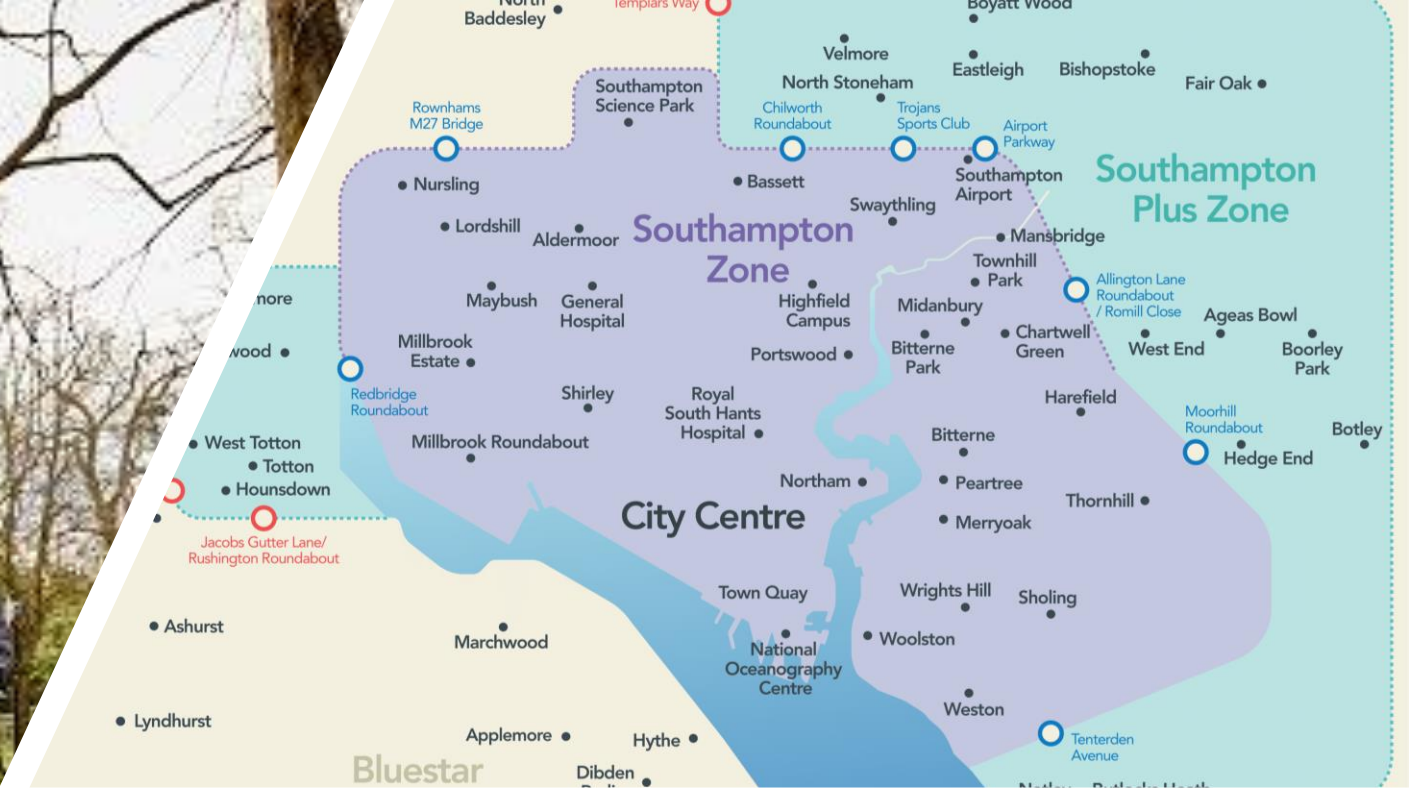 Baddesley
Templars Way
Boyatt Wood
Velmore
Eastleigh
Bishopstoke
Fair Oak
North Stoneham
Southampton
Science Park
Rownhams
M27 Bridge
Chilworth
Roundabout
Trojans
Sports Club
Airport
Parkway
Southampton
Plus Zone
Nursling
Bassett
Southampton
Airport
Swaythling
Lordshill
Aldermoor
Southampton
Zone
Mansbridge
Townhill
Park
Allington Lane
Roundabout
/ Romill Close
Maybush
General
Hospital
Highfield
Campus
Midanbury
Ageas Bowl
Millbrook
Estate
Portswood
Bitterne
Park
Chartwell
Green
West End
Boorley
Park
Redbridge
Roundabout
Shirley
Royal
South Hants
Hospital
Harefield
Moorhill
Roundabout
West Totton
Millbrook Roundabout
Bitterne
Hedge End
Botley
Totton
Hounsdown
Northam
Peartree
Thornhill
City Centre
Merryoak
Jacobs Gutter Lane/
Rushington Roundabout
Town Quay
Wrights Hill
Sholing
Ashurst
Marchwood
National
Oceanography
Centre
Woolston
Lyndhurst
Weston
Applemore
Hythe
Tenterden
Avenue
Bluestar
Dibden